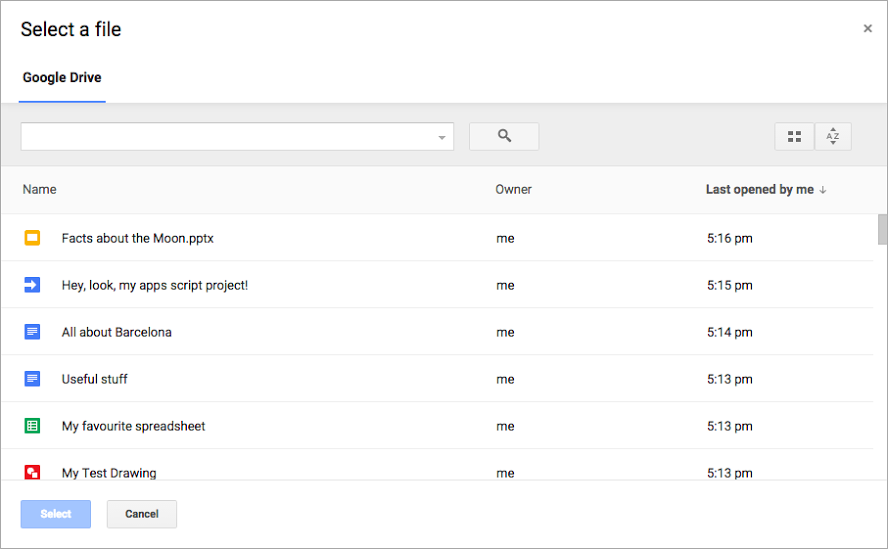 Select a file
×
Google Drive
A Z
Name Owner Last opened by me ↓
Facts about the Moon.pptx me 5:16 pm
Hey, look, my apps script project! me 5:15 pm
All about Barcelona me 5:14 pm
Useful stuff me 5:13 pm
My favourite spreadsheet me 5:13 pm
My Test Drawing me 5:13 pm
Select Cancel